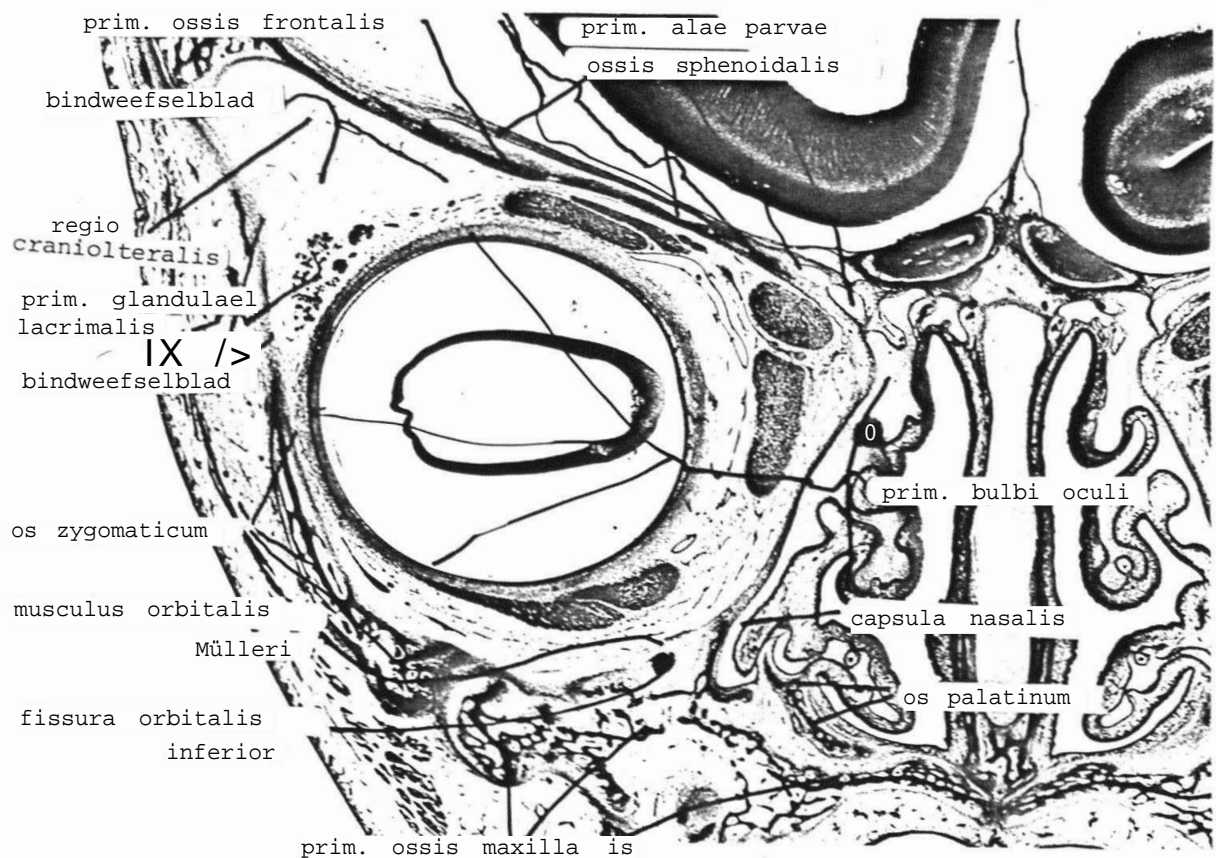 prim. ossis frontalis
prim. alae parvae
ossis sphenoidalis
bindweefselblad
regio
craniolteralis
prim. glandulael
lacrimalis
IX />
bindweefselblad
0
prim. bulbi oculi
os zygomaticum
musculus orbitalis
Mülleri
capsula nasalis
os palatinum
fissura orbitalis
inferior
prim. ossis maxilla is